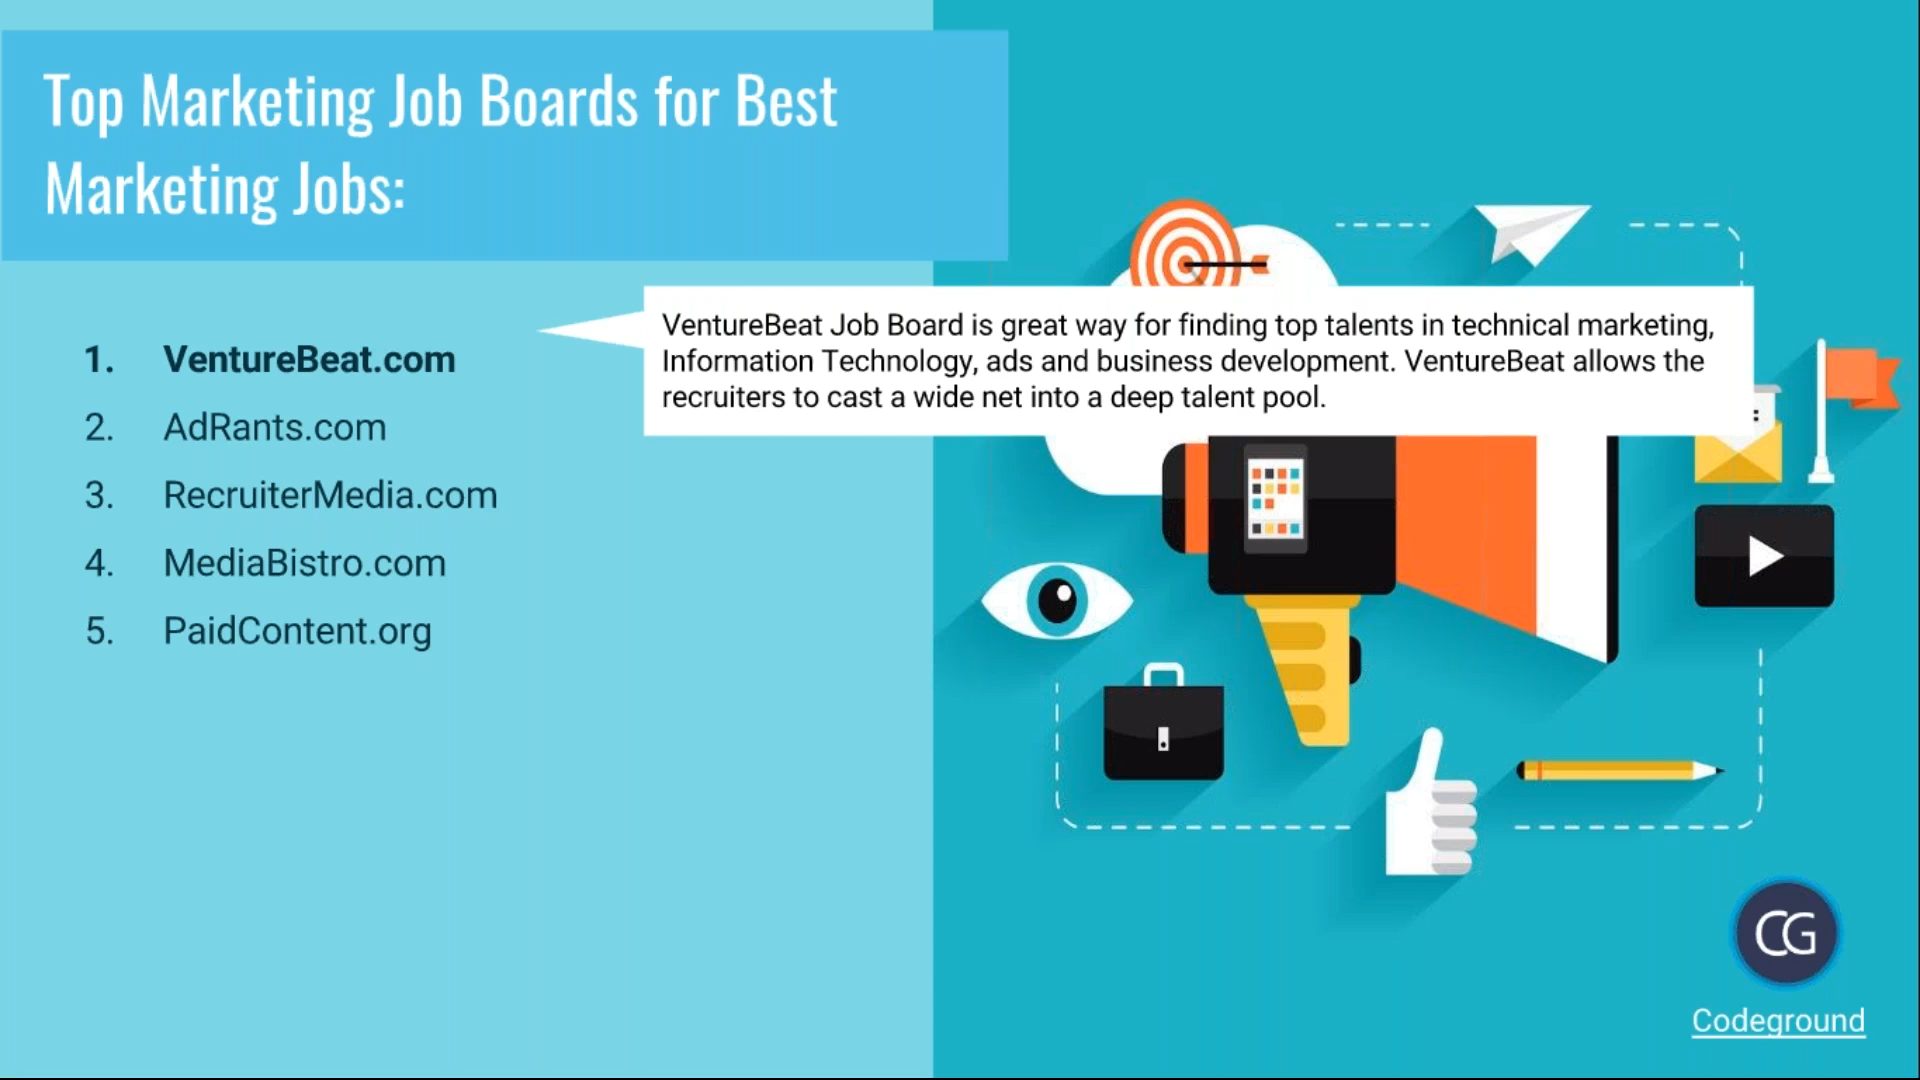 Top Marketing Job Boards for Best
Marketing Jobs:
VentureBeat Job Board is great way for finding top talents in technical marketing,
Information Technology, ads and business development. VentureBeat allows the
recruiters to cast a wide net into a deep talent pool.
1. VentureBeat.com
2. AdRants.com
3. RecruiterMedia.com
4. MediaBistro.com
5. PaidContent.org
CG
Codeground